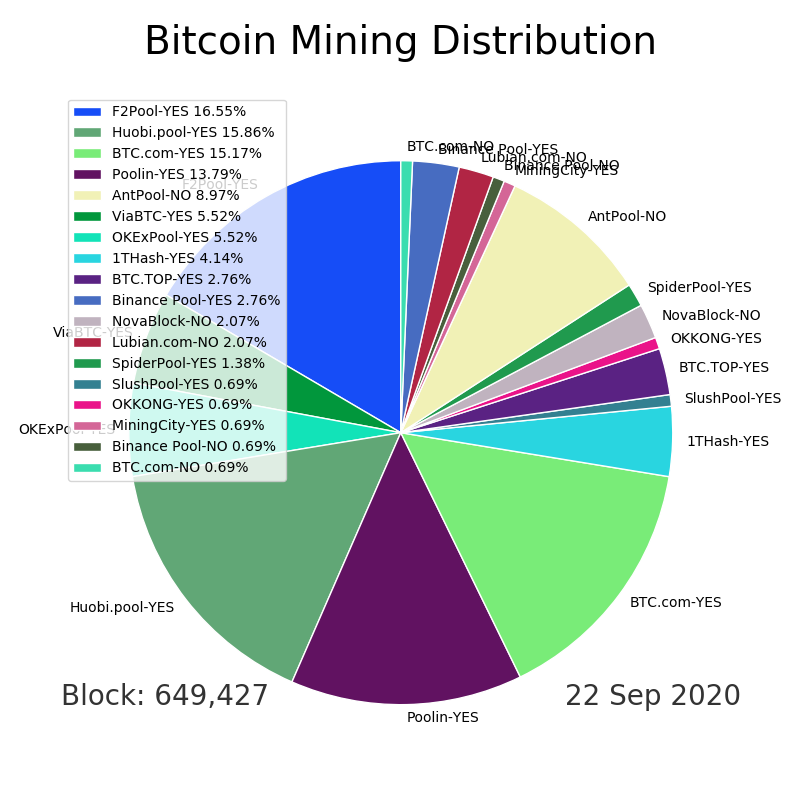 Bitcoin Mining Distribution
F2Pool-YES 16.55%
Huobi.pool-YES 15.86%
BTC.com-YES 15.17%
Poolin-YES 13.79%
AntPool-NO 8.97%
ViaBTC-YES 5.52%
OKExPool-YES 5.52%
1THash-YES 4.14%
BTC.TOP-YES 2.76%
Binance Pool-YES 2.76%
NovaBlock-NO 2.07%
Lubian.com-NO 2.07%
SpiderPool-YES 1.38%
SlushPool-YES 0.69%
OKKONG-YES 0.69%
MiningCity-YES 0.69%
Binance Pool-NO 0.69%
BTC.com-NO 0.69%
BTC.com-NO
Binance Pool-YES
Lubian.com-NO
Binance Pool-NO
MiningCity-YES
AntPool-NO
SpiderPool-YES
NovaBlock-NO
OKKONG-YES
BTC.TOP-YES
SlushPool-YES
1THash-YES
BTC.com-YES
Poolin-YES
Huobi.pool-YES
OKExPool-YES
ViaBTC-YES
F2Pool-YES
Block: 649,427
22 Sep 2020